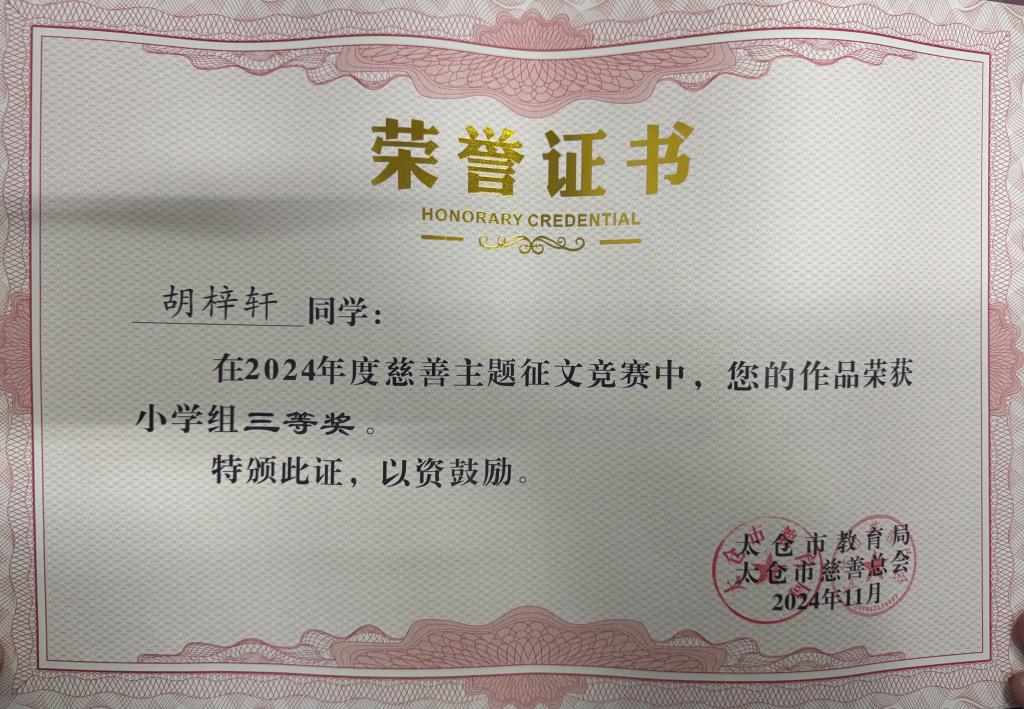 荣誉证书
HONORARY CREDENTIAL
胡梓轩同学：
在2024年度慈善主题征文竞赛中，您的作品荣获
小学组三等奖。
特颁此证，以资鼓励。
太仓市教育局
太仓市慈善总会
2024年11月